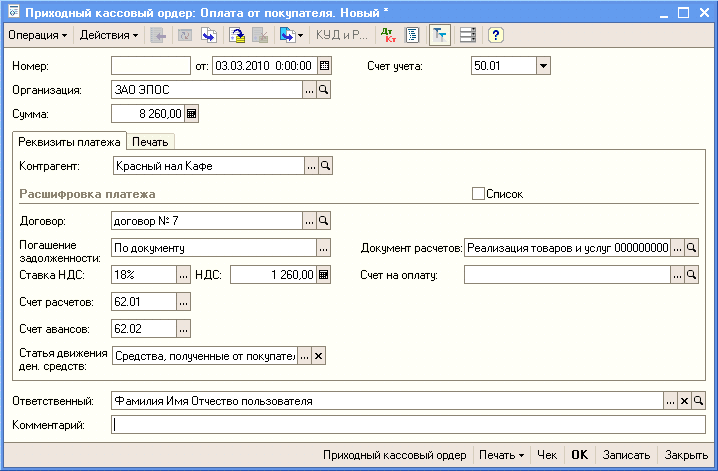 Приходный кассовый ордер: Оплата от покупателя. Новый *
Операция Действия КУД и Р... Дт Кт Тт ?
Номер: от: 03.03.2010 0:00:00 Счет учета: 50.01
Организация: ЗАО ЭПОС
Сумма: 8 260,00
Реквизиты платежа Печать
Контрагент: Красный нал Кафе
Расшифровка платежа Список
Договор: договор № 7
Погашение задолженности: По документу Документ расчетов: Реализация товаров и услуг 000000000
Ставка НДС: 18% НДС: 1 260,00 Счет на оплату:
Счет расчетов: 62.01
Счет авансов: 62.02
Статья движения ден. средств: Средства, полученные от покупател
Ответственный: Фамилия Имя Отчество пользователя
Комментарий:
Приходный кассовый ордер Печать Чек OK Записать Закрыть